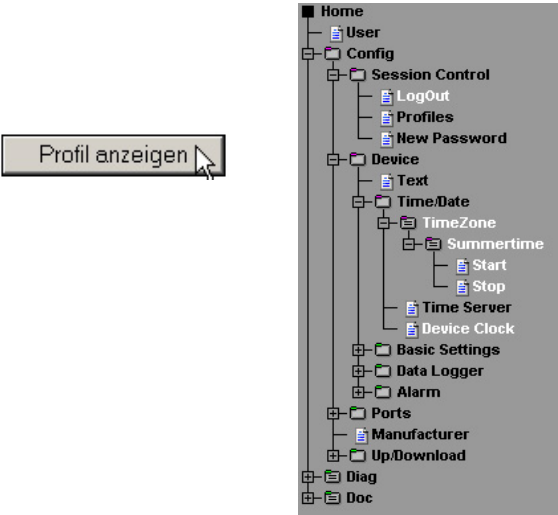 Profil anzeigen
Home
User
Config
Session Control
LogOut
Profiles
New Password
Device
Text
Time/Date
TimeZone
Summertime
Start
Stop
Time Server
Device Clock
Basic Settings
Data Logger
Alarm
Ports
Manufacturer
Up/Download
Diag
Doc